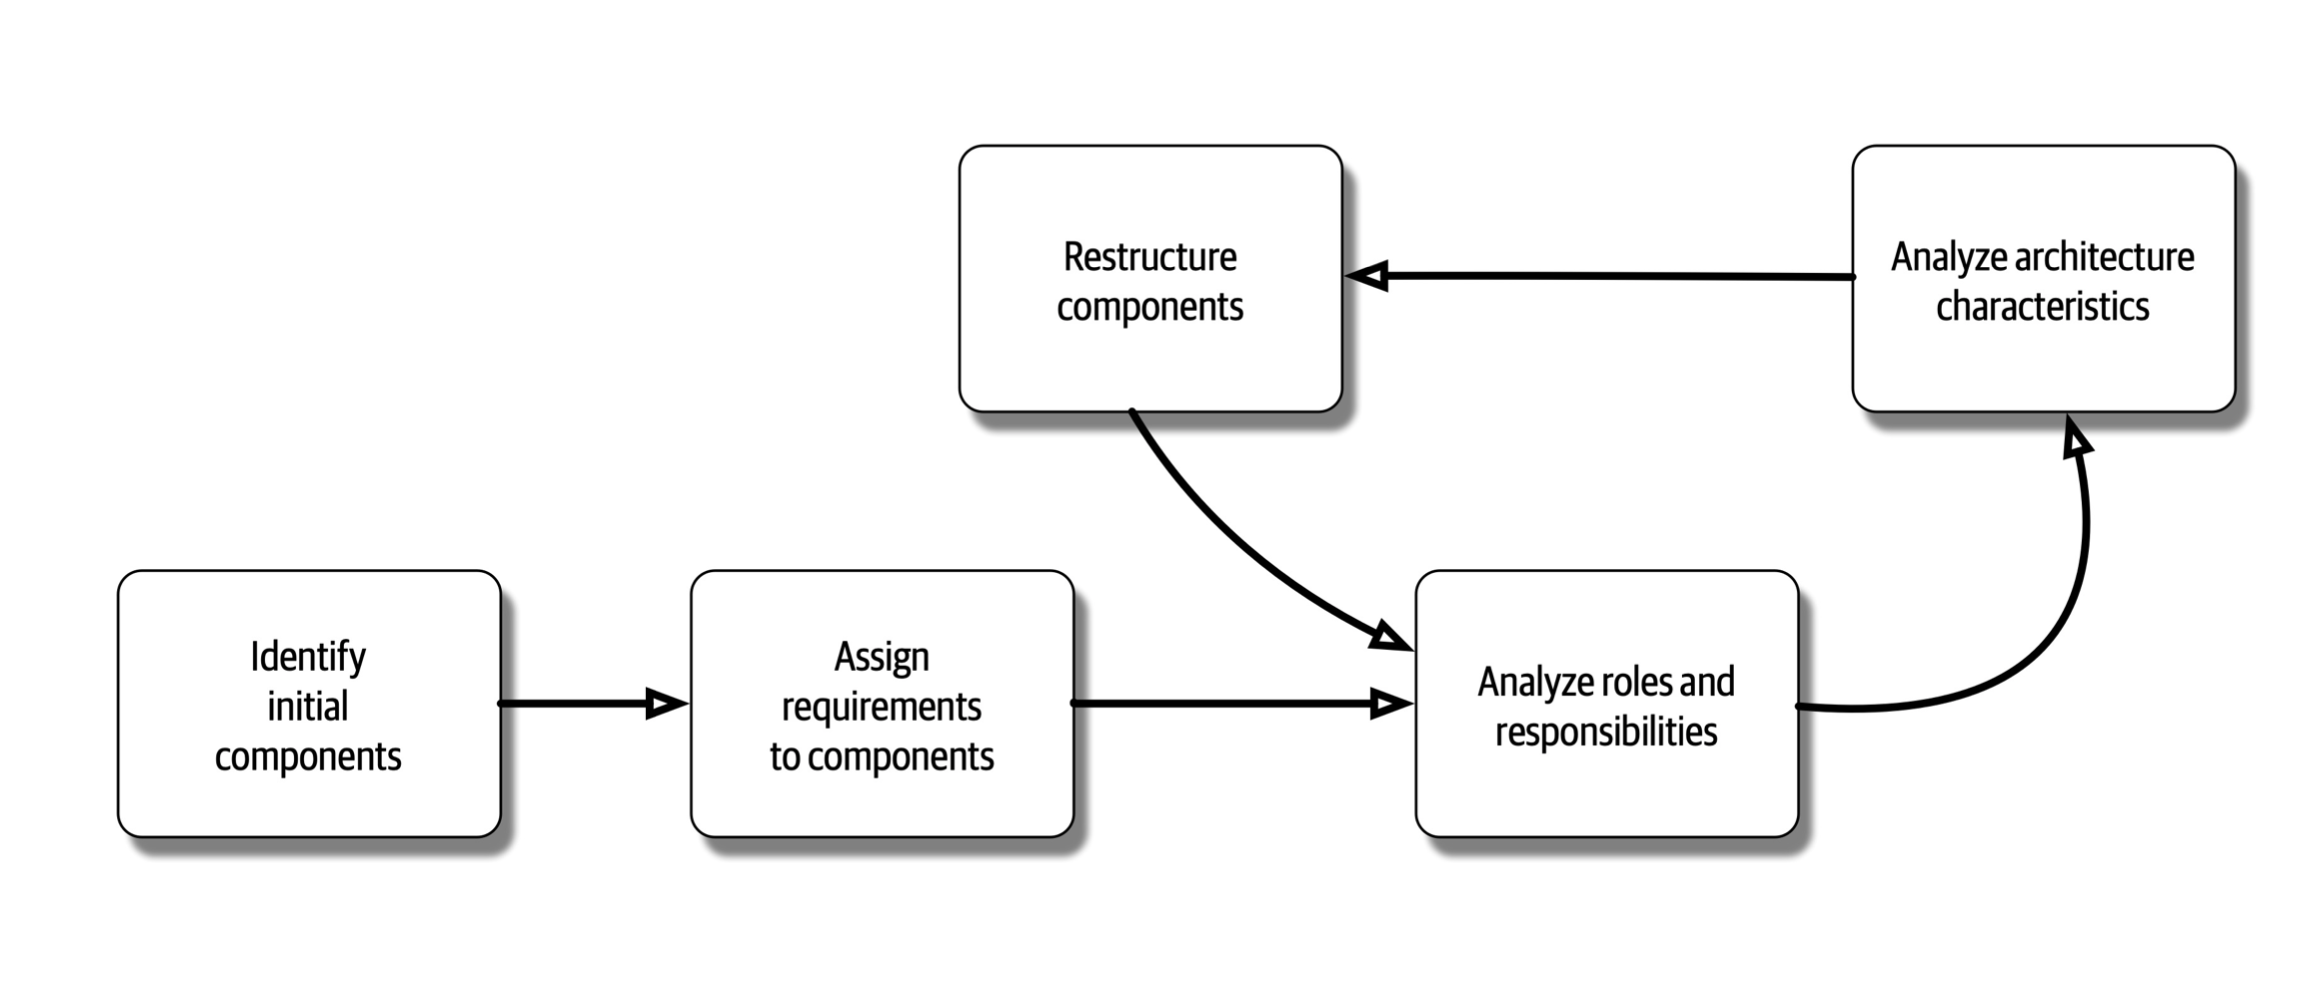 Restructure
components
Analyze architecture
characteristics
Identify
initial
components
Assign
requirements
to components
Analyze roles and
responsibilities